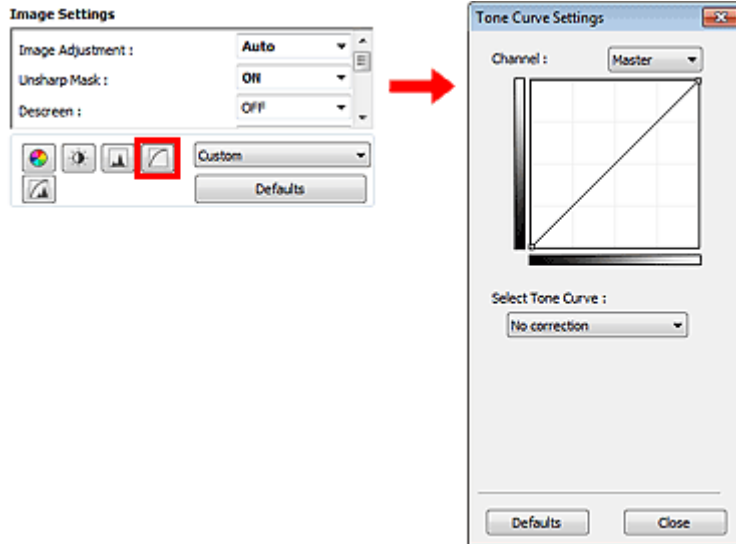 Image Settings
Image Adjustment : Auto
Unsharp Mask : ON
Descreen : OFF
Custom
Defaults
Tone Curve Settings
Channel : Master
Select Tone Curve :
No correction
Defaults Close